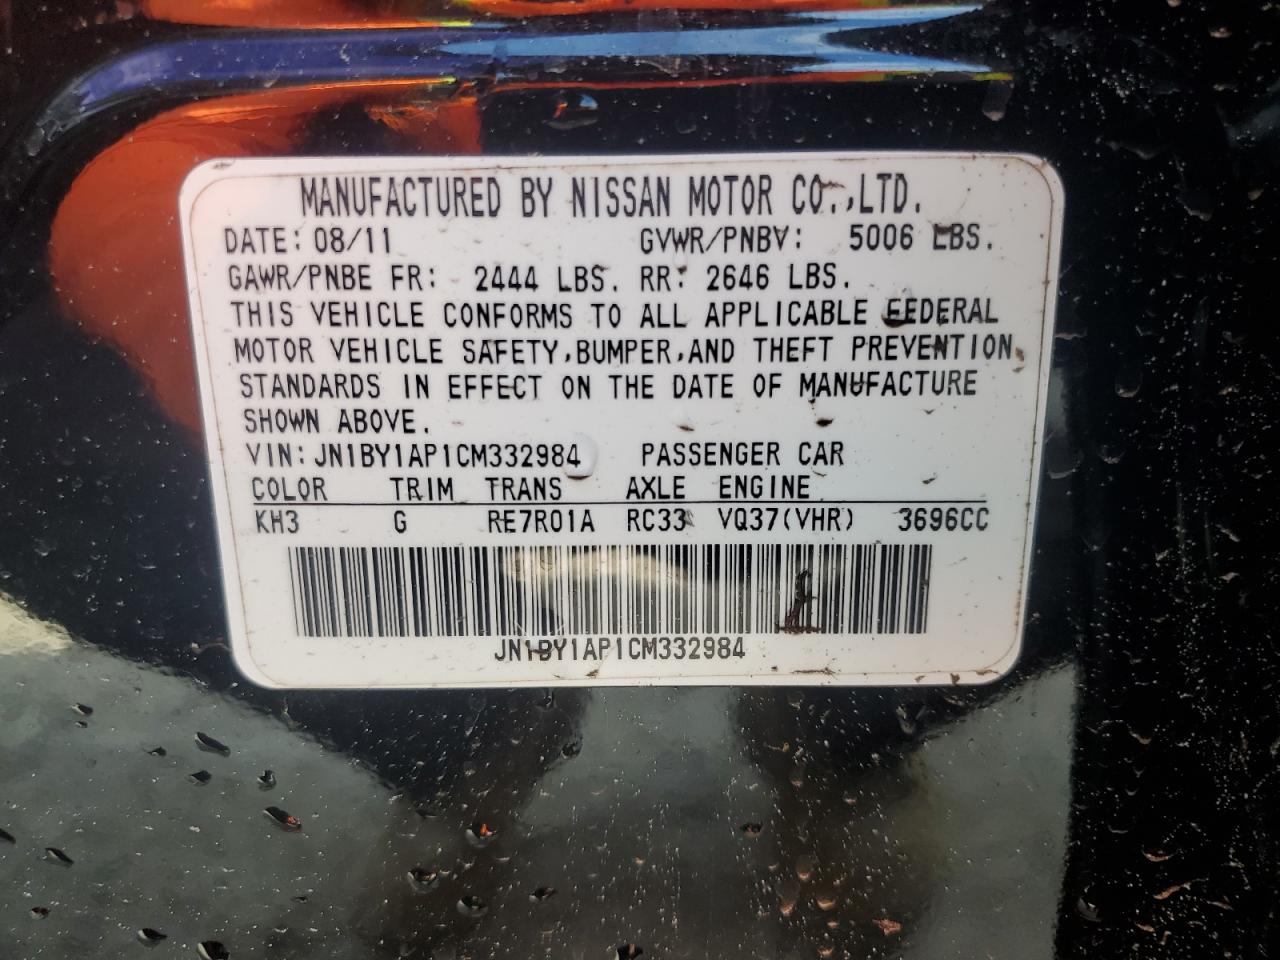 MANUFACTURED BY NISSAN MOTOR CO.,LTD.
DATE: 08/11 GVWR/PNBV: 5006 LBS.
GAWR/PNBE FR: 2444 LBS. RR: 2646 LBS.
THIS VEHICLE CONFORMS TO ALL APPLICABLE FEDERAL
MOTOR VEHICLE SAFETY,BUMPER,AND THEFT PREVENTION
STANDARDS IN EFFECT ON THE DATE OF MANUFACTURE
SHOWN ABOVE.
VIN: JN1BY1AP1CM332984 PASSENGER CAR
COLOR TRIM TRANS AXLE ENGINE
KH3 G RE7R01A RC33 VQ37(VHR) 3696CC
JN1BY1AP1CM332984